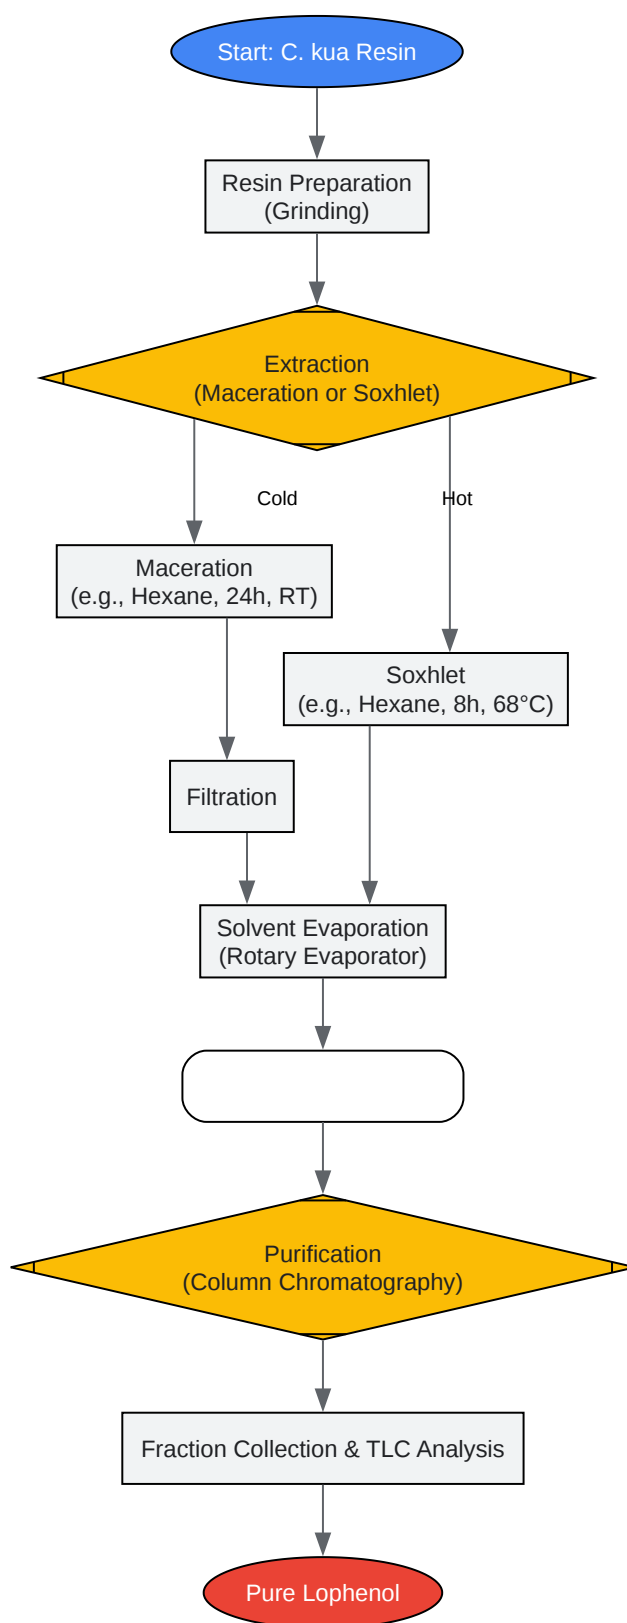 Start: C. kua Resin
Resin Preparation
(Grinding)
Extraction
(Maceration or Soxhlet)
Cold
Hot
Maceration
(e.g., Hexane, 24h, RT)
Soxhlet
(e.g., Hexane, 8h, 68°C)
Filtration
Solvent Evaporation
(Rotary Evaporator)
Purification
(Column Chromatography)
Fraction Collection & TLC Analysis
Pure Lophenol